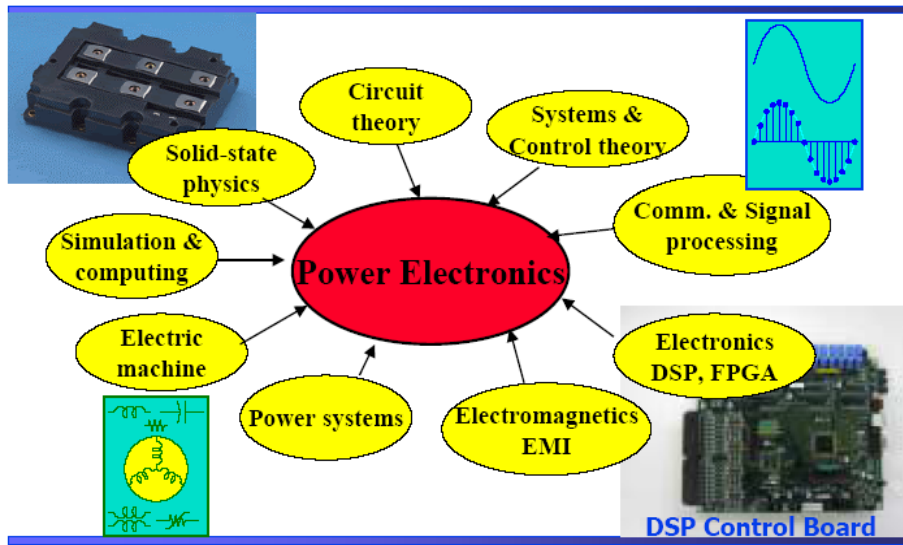 Circuit
theory
Systems &
Control theory
Solid-state
physics
Comm. & Signal
processing
Simulation &
computing
Power Electronics
Electric
machine
Electronics
DSP, FPGA
Power systems
Electromagnetics
EMI
DSP Control Board